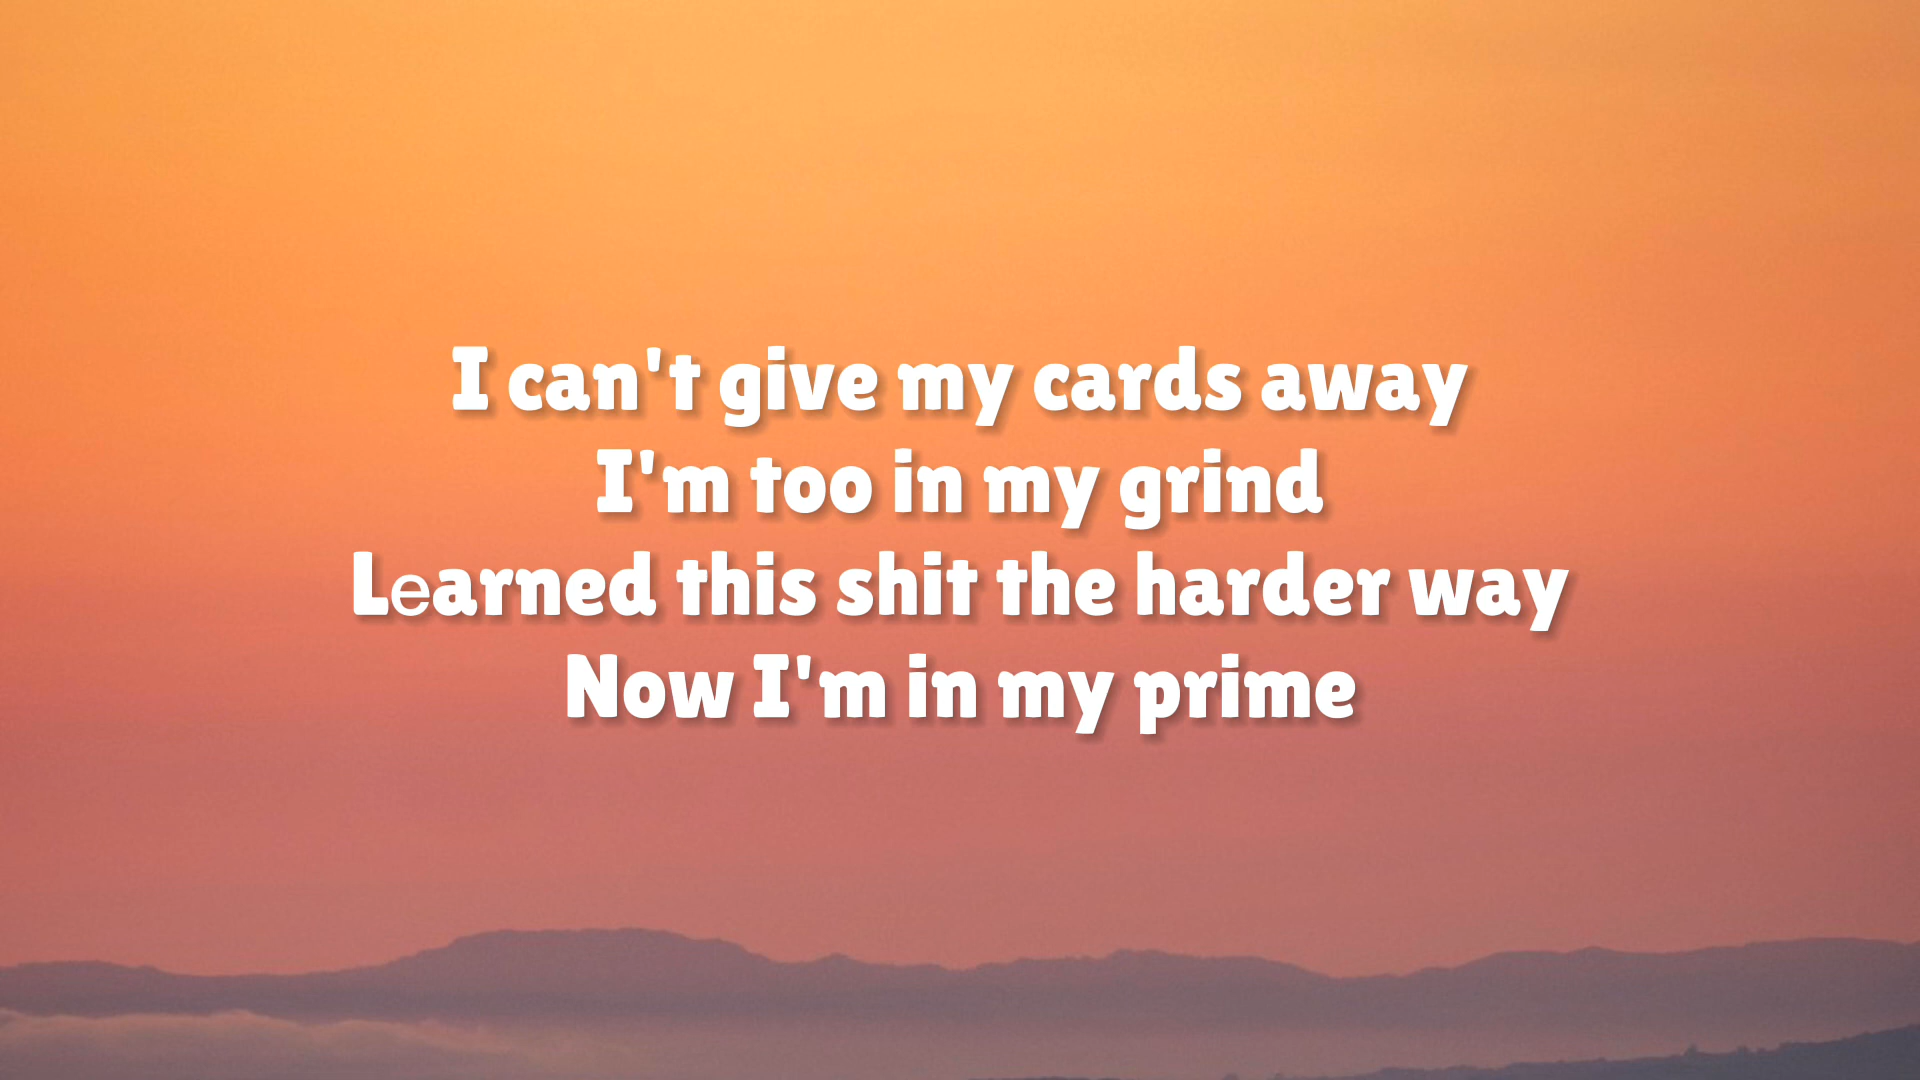 I can't give my cards away
I'm too in my grind
Learned this shit the harder way
Now I'm in my prime